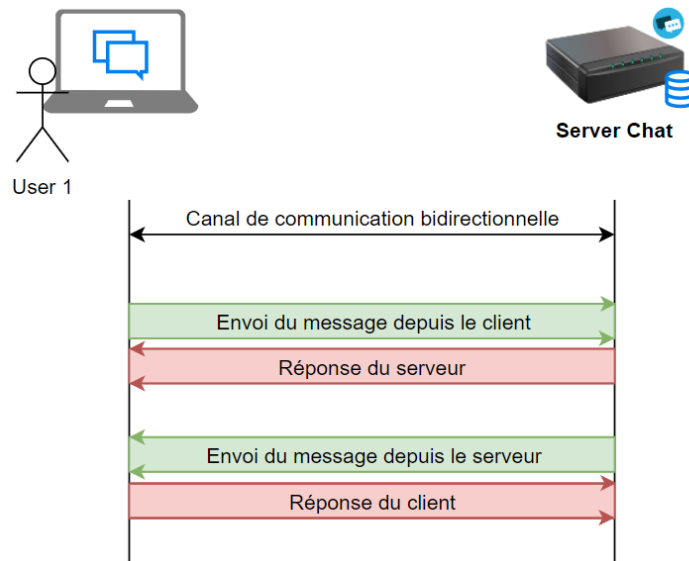 Server Chat
User 1
Canal de communication bidirectionnelle
Envoi du message depuis le client
Réponse du serveur
Envoi du message depuis le serveur
Réponse du client